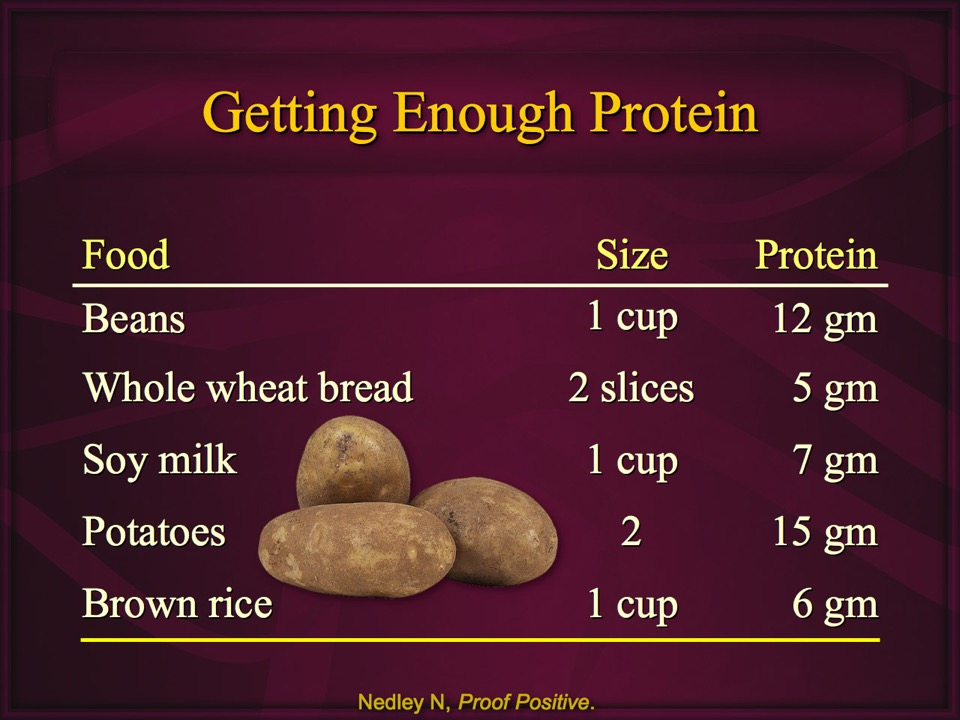 Getting Enough Protein
Food Size Protein
Beans 1 cup 12 gm
Whole wheat bread 2 slices 5 gm
Soy milk 1 cup 7 gm
Potatoes 2 15 gm
Brown rice 1 cup 6 gm
Nedley N, Proof Positive.